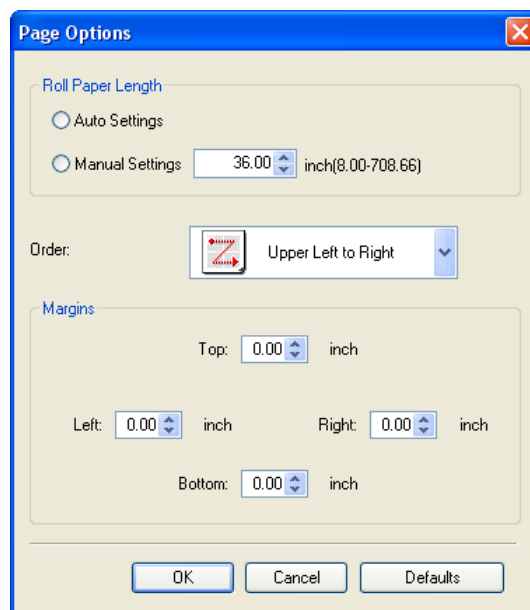 Page Options
Roll Paper Length
Auto Settings
Manual Settings 36.00 inch(8.00-708.66)
Order: Upper Left to Right
Margins
Top: 0.00 inch
Left: 0.00 inch Right: 0.00 inch
Bottom: 0.00 inch
OK Cancel Defaults